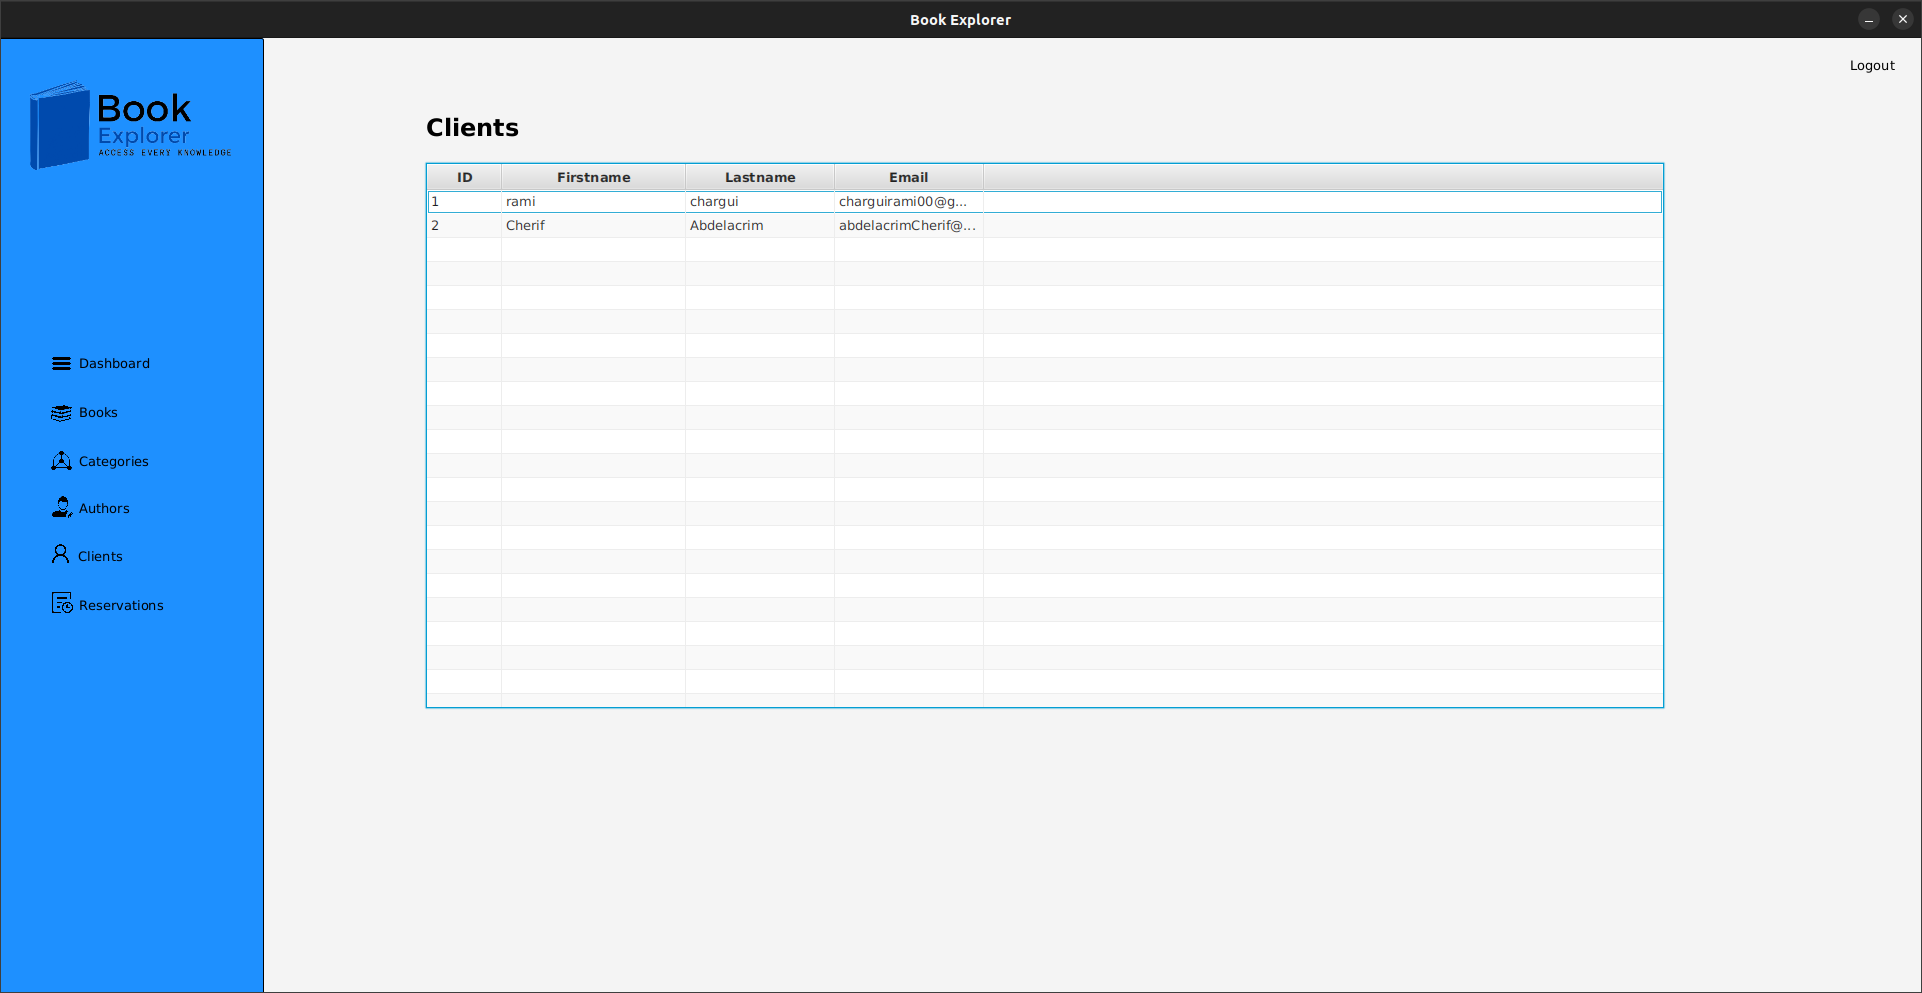 Book Explorer
Logout
Book
Explorer
ACCESS EVERY KNOWLEDGE
Clients
ID Firstname Lastname Email
1 rami chargui charguirami00@g...
2 Cherif Abdelacrim abdelacrimCherif@...
Dashboard
Books
Categories
Authors
Clients
Reservations